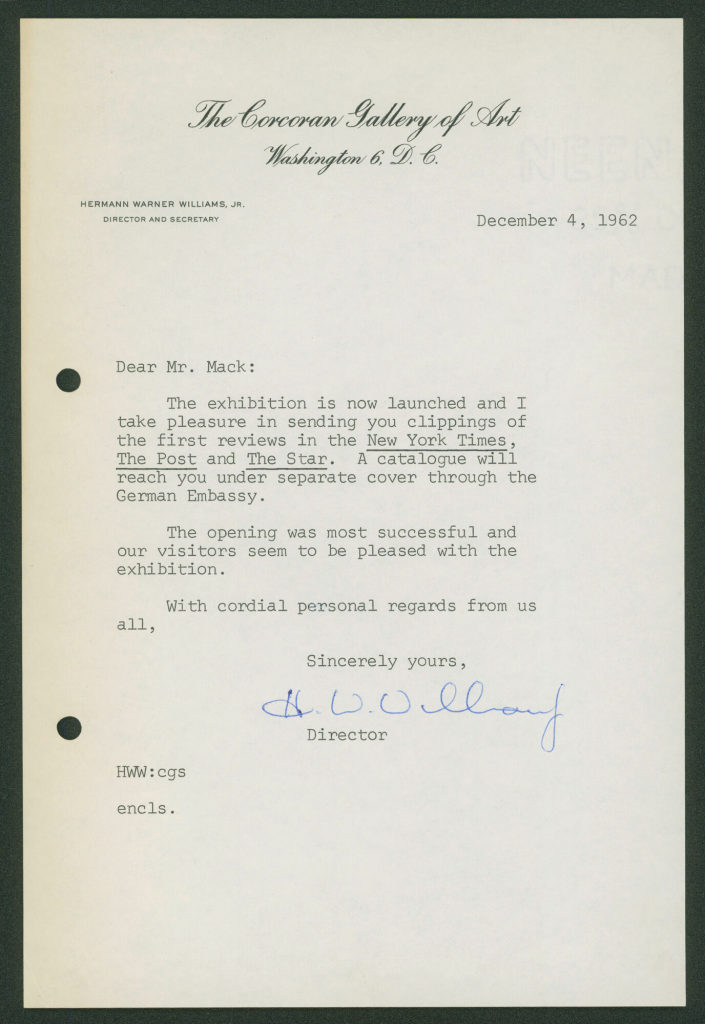 The Corcoran Gallery of Art
Washington 6, D. C.
HERMANN WARNER WILLIAMS, JR.
DIRECTOR AND SECRETARY
December 4, 1962
Dear Mr. Mack:
The exhibition is now launched and I
take pleasure in sending you clippings of
the first reviews in the New York Times,
The Post and The Star. A catalogue will
reach you under separate cover through the
German Embassy.
The opening was most successful and
our visitors seem to be pleased with the
exhibition.
With cordial personal regards from us
all,
Sincerely yours,
H. W. Williams Jr
Director
HWW:cgs
encls.